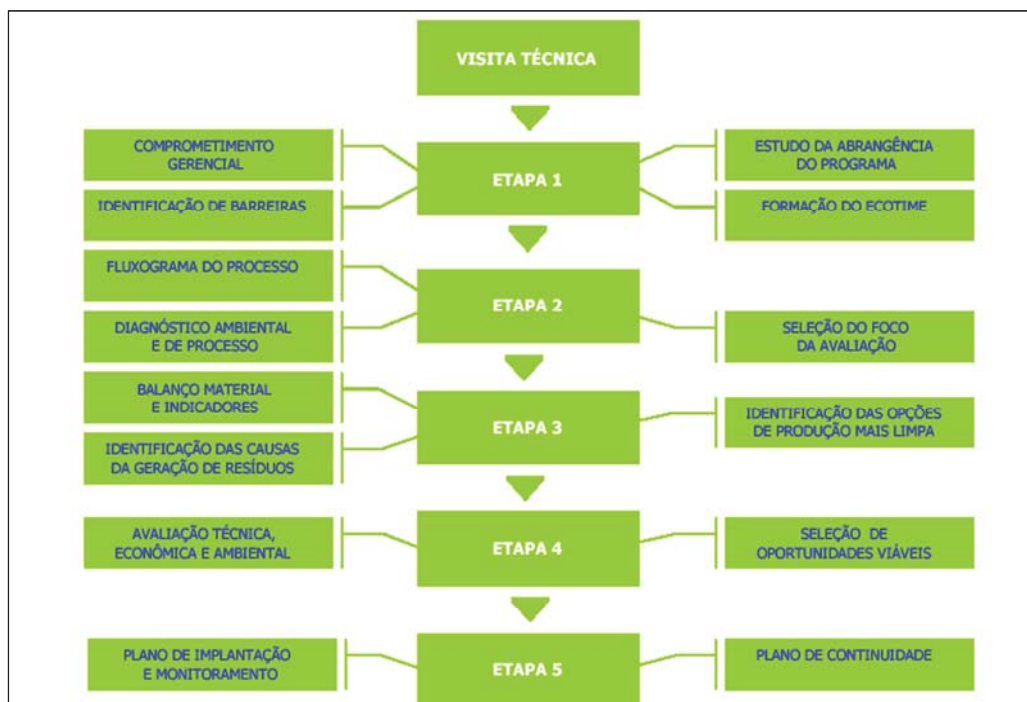 VISITA TÉCNICA
COMPROMETIMENTO
GERENCIAL
IDENTIFICAÇÃO DE BARREIRAS
ETAPA 1
ESTUDO DA ABRANGÊNCIA
DO PROGRAMA
FORMAÇÃO DO ECOTIME
FLUXOGRAMA DO PROCESSO
DIAGNÓSTICO AMBIENTAL
E DE PROCESSO
ETAPA 2
SELEÇÃO DO FOCO
DA AVALIAÇÃO
BALANÇO MATERIAL
E INDICADORES
IDENTIFICAÇÃO DAS CAUSAS
DA GERAÇÃO DE RESÍDUOS
ETAPA 3
IDENTIFICAÇÃO DAS OPÇÕES
DE PRODUÇÃO MAIS LIMPA
AVALIAÇÃO TÉCNICA,
ECONÔMICA E AMBIENTAL
ETAPA 4
SELEÇÃO DE
OPORTUNIDADES VIÁVEIS
PLANO DE IMPLANTAÇÃO
E MONITORAMENTO
ETAPA 5
PLANO DE CONTINUIDADE